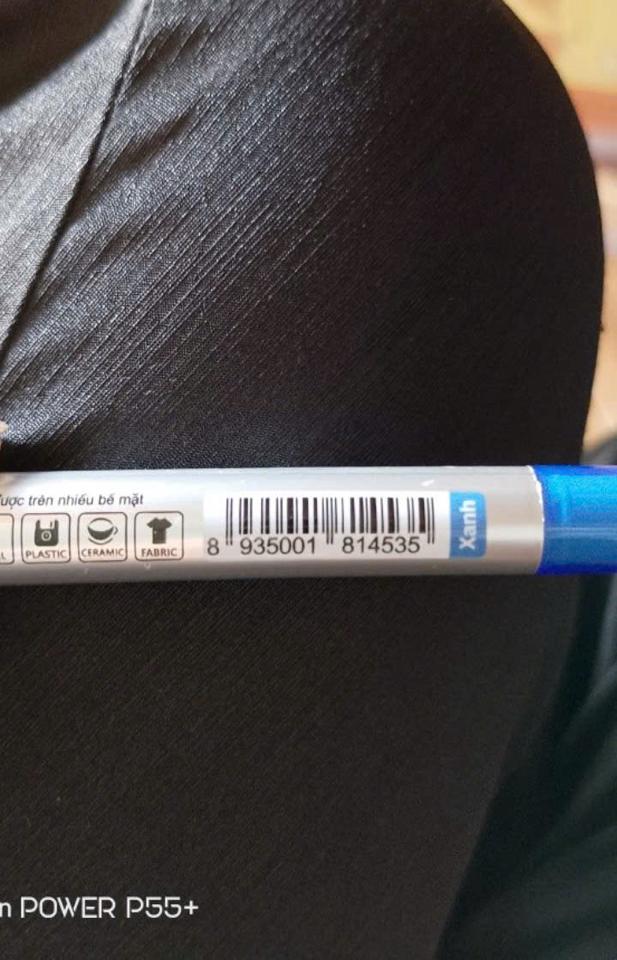 ược trên nhiều bề mặt
L PLASTIC CERAMIC FABRIC
8 935001 814535
Xanh
n POWER P55+